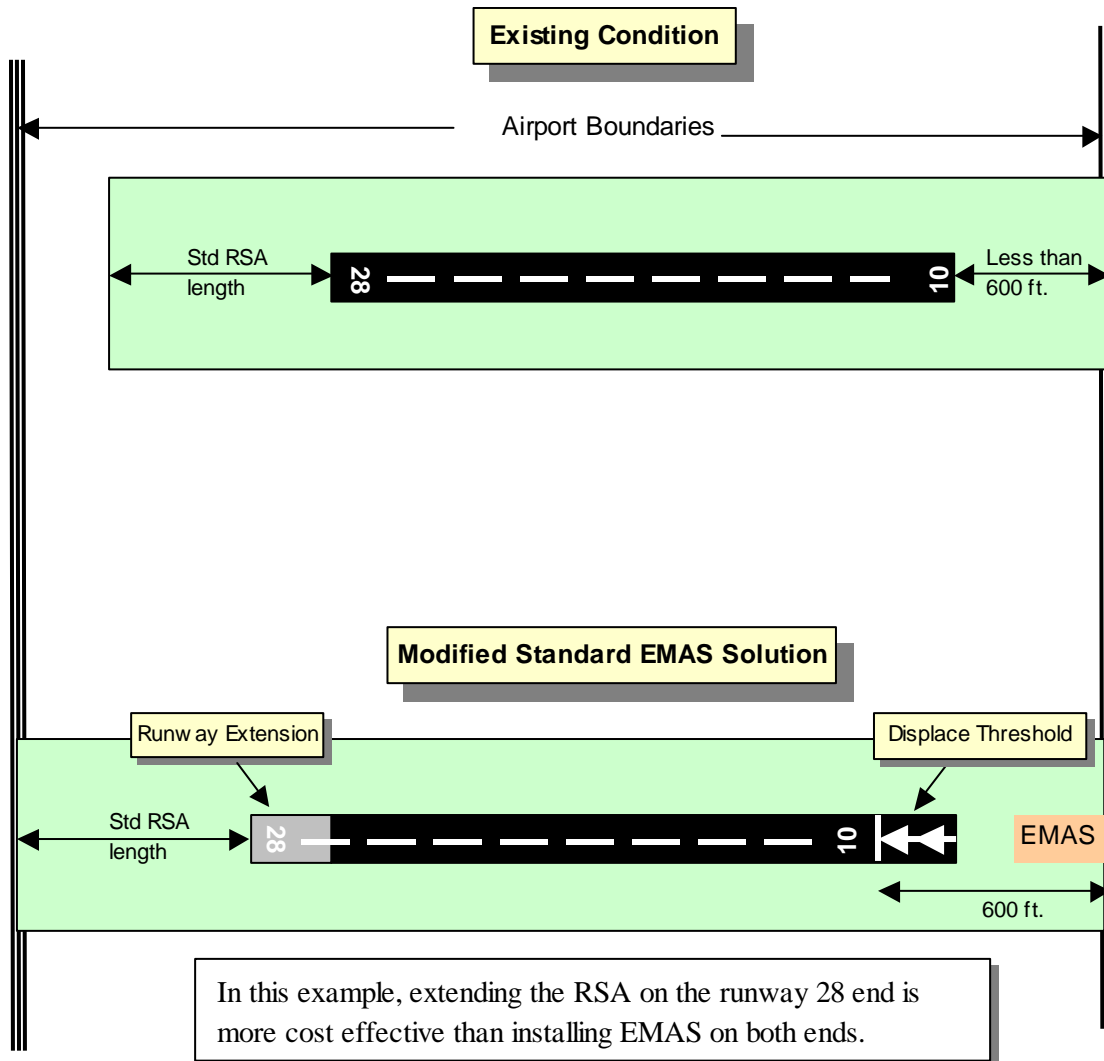 Existing Condition
Airport Boundaries
Std RSA
length
28
10
Less than
600 ft.
Modified Standard EMAS Solution
Runway Extension
Displace Threshold
Std RSA
length
28
10
EMAS
600 ft.
In this example, extending the RSA on the runway 28 end is
more cost effective than installing EMAS on both ends.